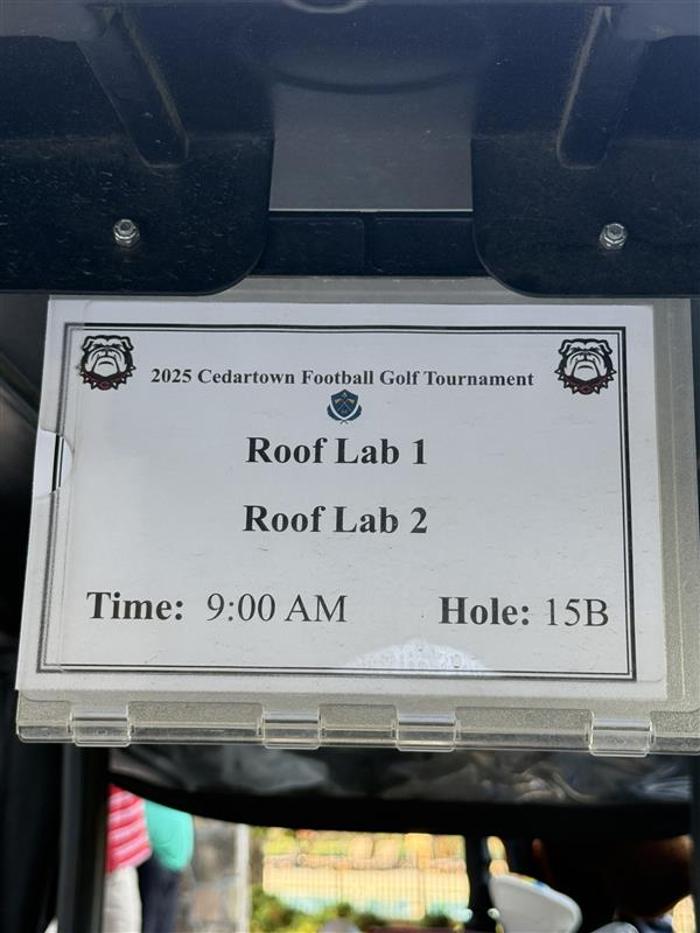 2025 Cedartown Football Golf Tournament
Roof Lab 1
Roof Lab 2
Time: 9:00 AM Hole: 15B